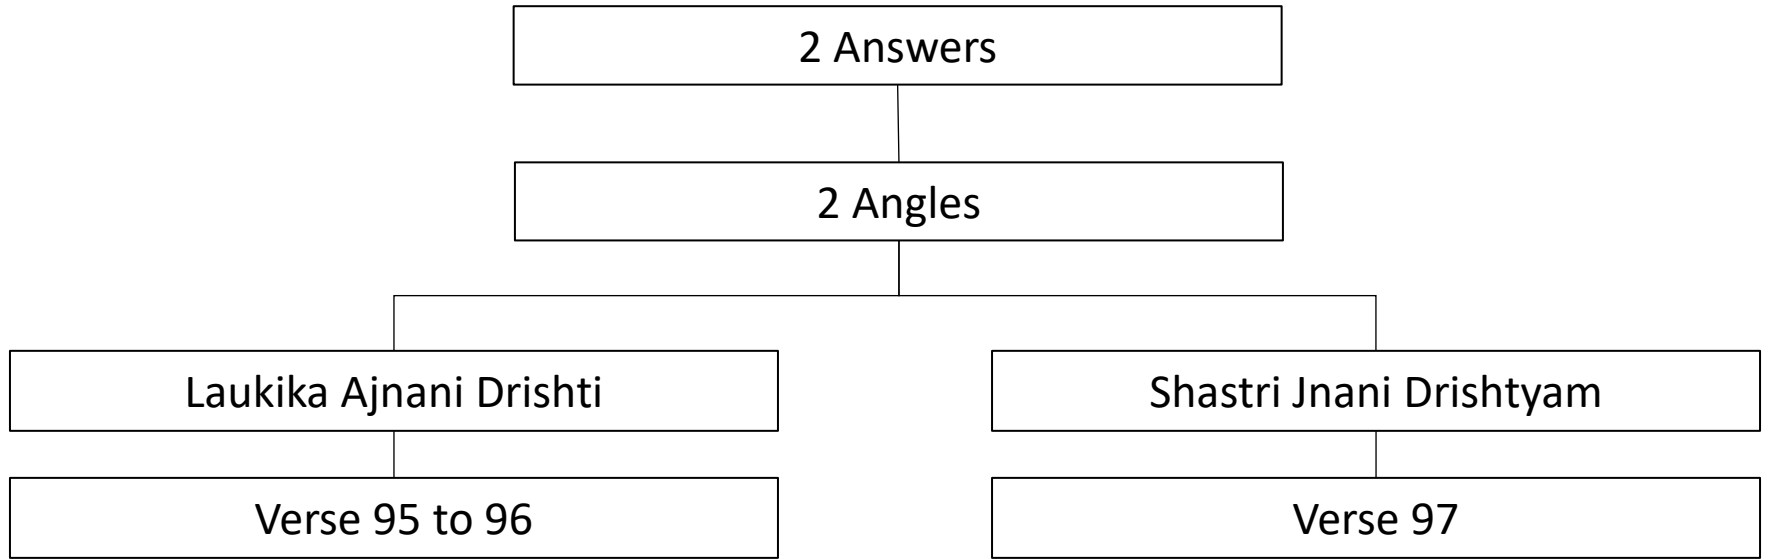 2 Answers
2 Angles
Laukika Ajnani Drishti
Shastri Jnani Drishtyam
Verse 95 to 96
Verse 97